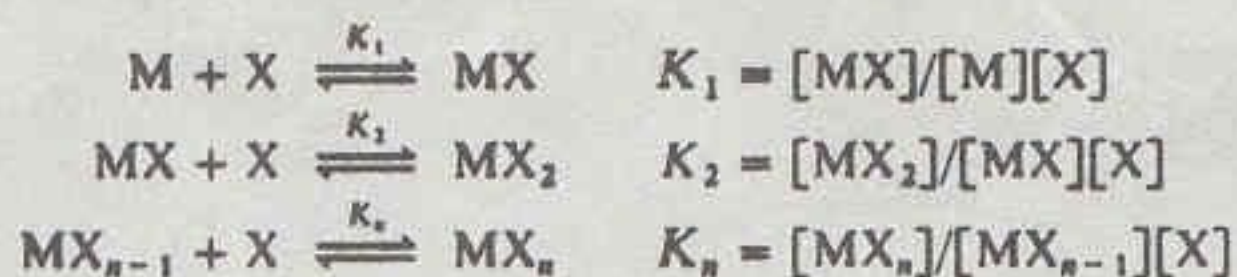 M + X ⇌ MX K₁ K₁ = [MX]/[M][X]
MX + X ⇌ MX₂ K₂ K₂ = [MX₂]/[MX][X]
MXₙ₋₁ + X ⇌ MXₙ Kₙ Kₙ = [MXₙ]/[MXₙ₋₁][X]